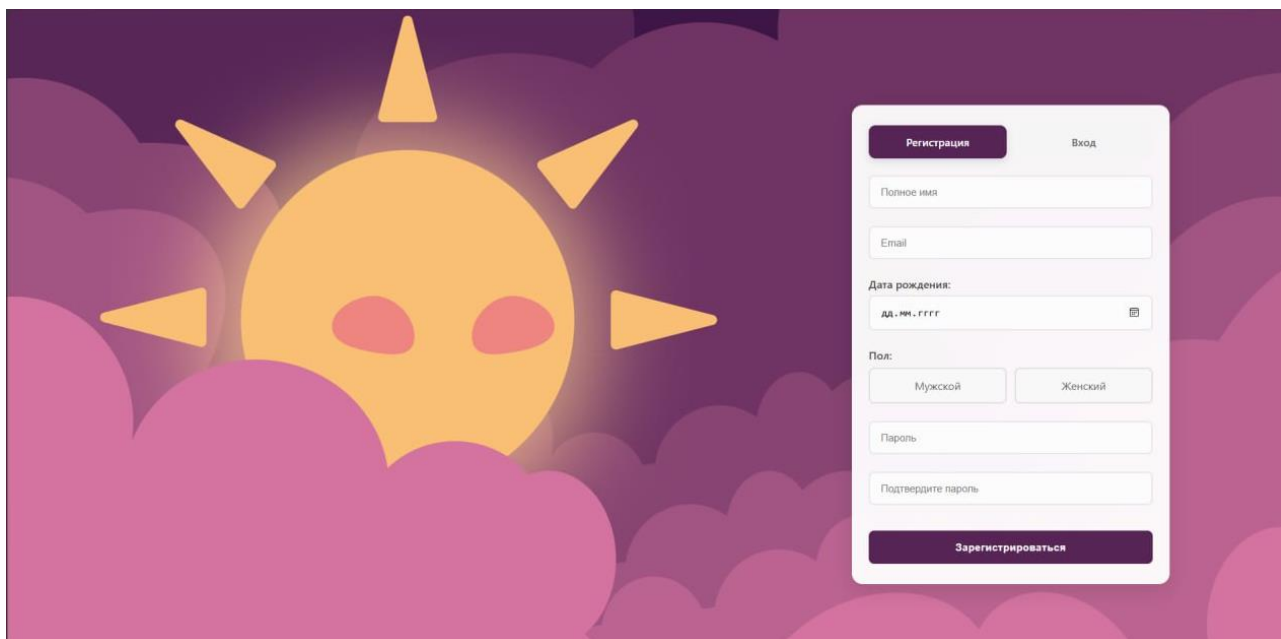 Регистрация Вход
Полное имя
Email
Дата рождения:
дд.мм.гггг
Пол:
Мужской Женский
Пароль
Подтвердите пароль
Зарегистрироваться